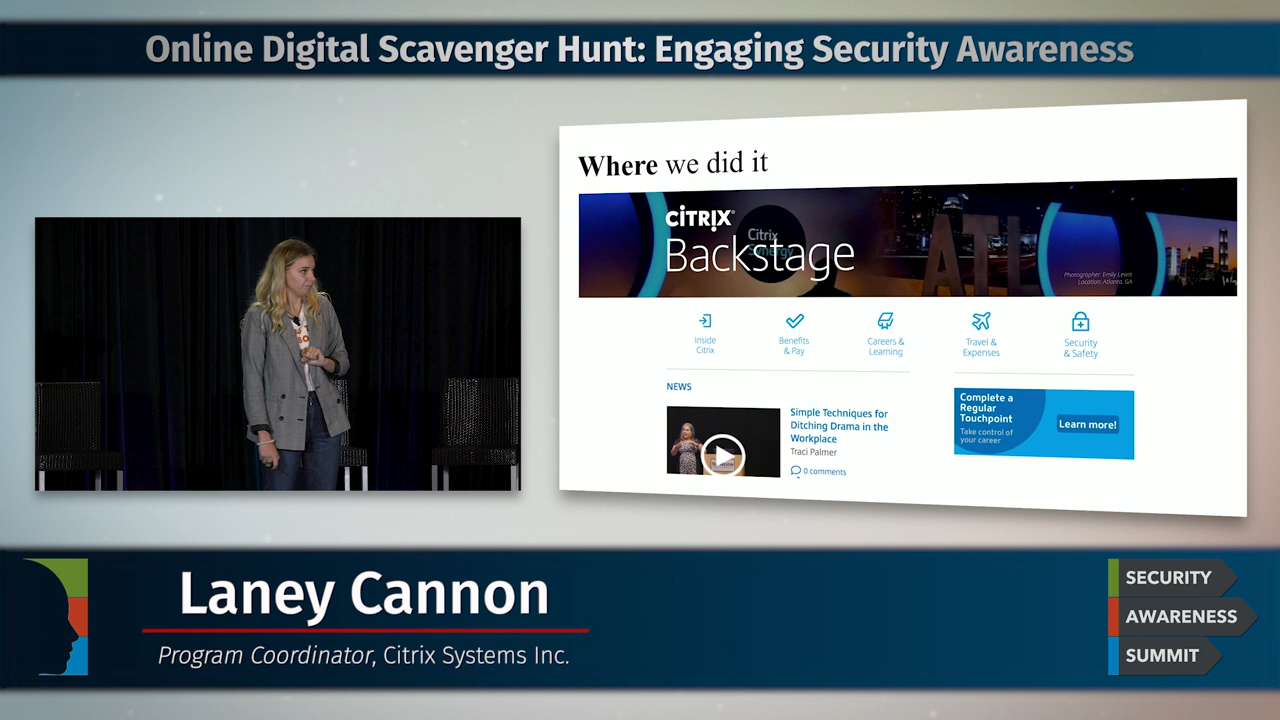 Online Digital Scavenger Hunt: Engaging Security Awareness
Where we did it
CITRIX®
Backstage
Citrix
Synergy
ATL
Photographer: Emily Lewis
Location: Atlanta, GA
Inside
Citrix
Benefits
& Pay
Careers &
Learning
Travel &
Expenses
Security
& Safety
NEWS
Simple Techniques for
Ditching Drama in the
Workplace
Traci Palmer
0 comments
Complete a
Regular
Touchpoint
Take control of
your career
Learn more!
Laney Cannon
Program Coordinator, Citrix Systems Inc.
SECURITY
AWARENESS
SUMMIT